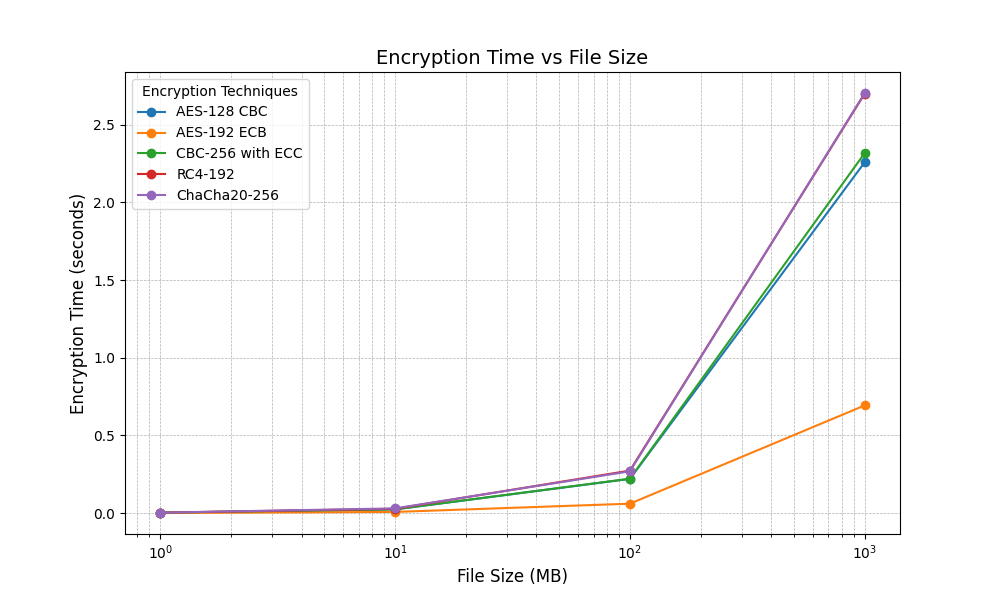 Encryption Time vs File Size
Encryption Techniques
AES-128 CBC
AES-192 ECB
CBC-256 with ECC
RC4-192
ChaCha20-256
Encryption Time (seconds)
2.5
2.0
1.5
1.0
0.5
0.0
10⁰ 10¹ 10² 10³
File Size (MB)